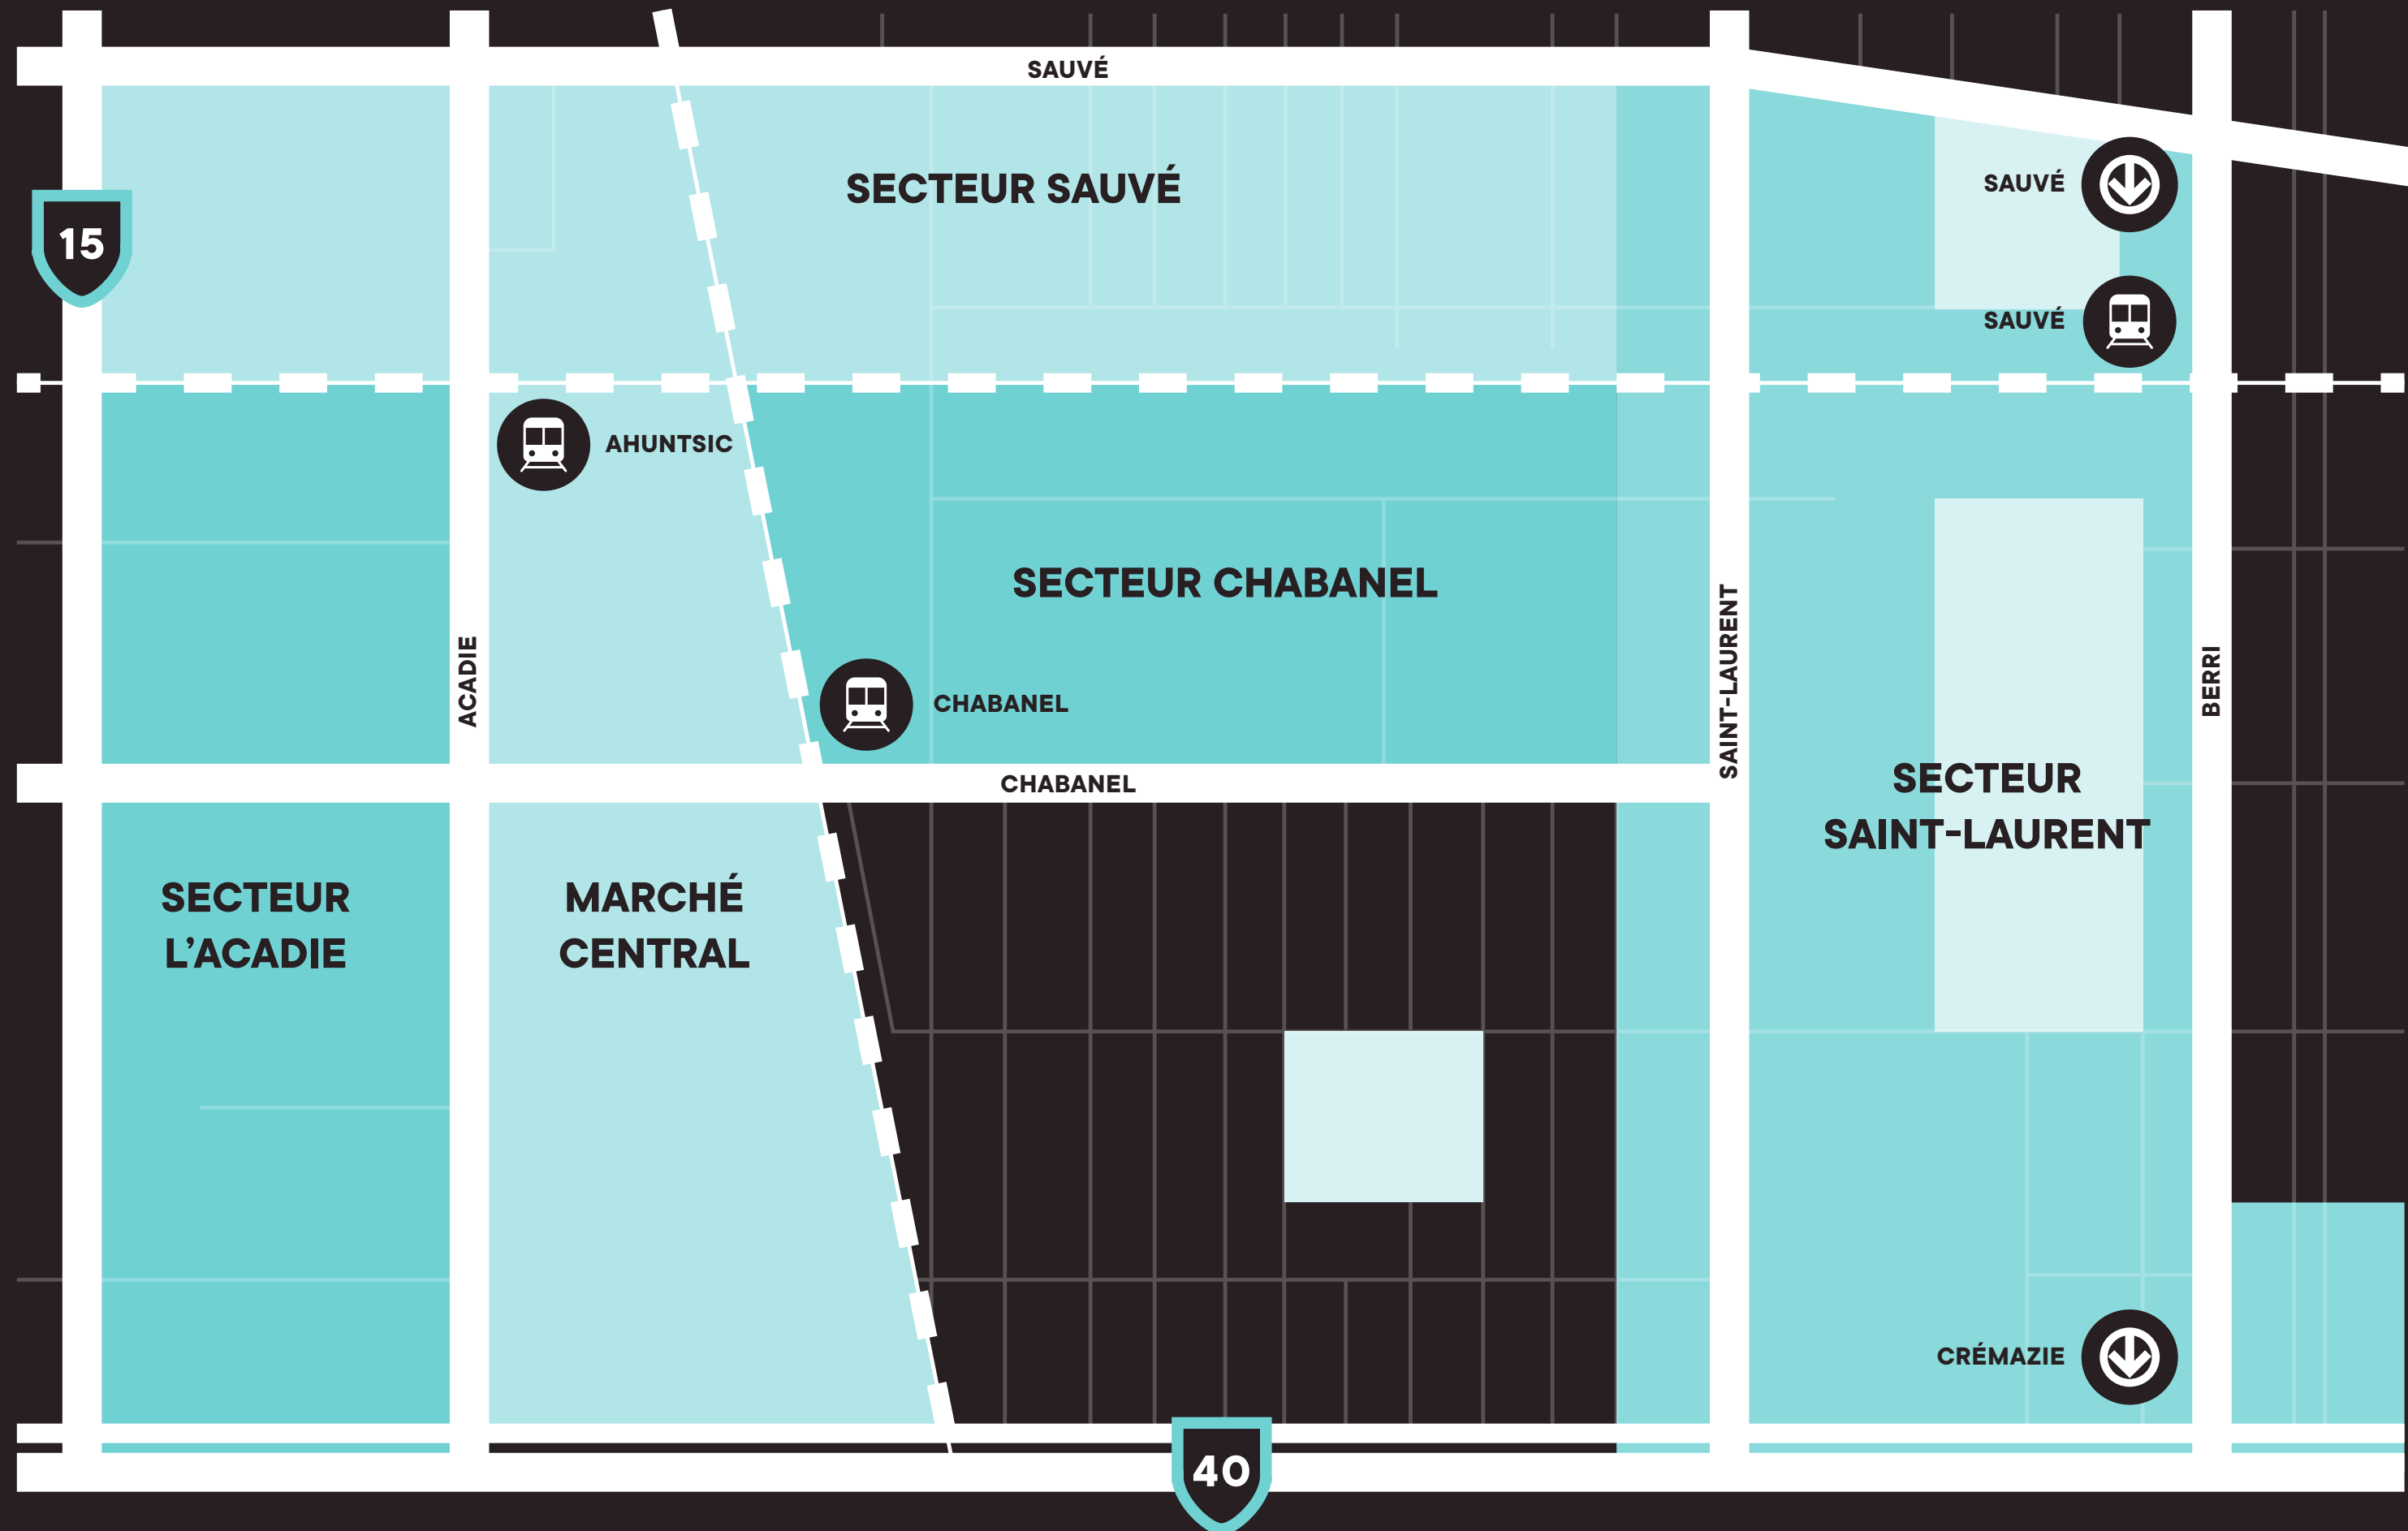 SAUVÉ
SECTEUR SAUVÉ
SAUVÉ
15
SAUVÉ
AHUNTSIC
SECTEUR CHABANEL
ACADIE
SAINT-LAURENT
BERRI
CHABANEL
CHABANEL
SECTEUR
SAINT-LAURENT
SECTEUR
L’ACADIE
MARCHÉ
CENTRAL
CRÉMAZIE
40